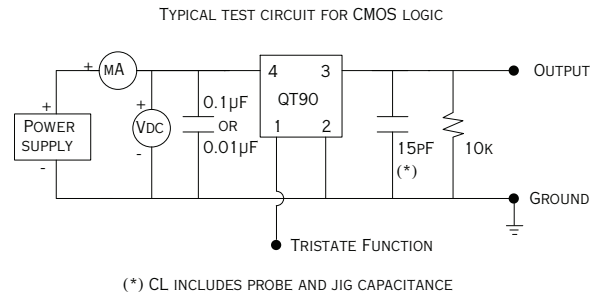 TYPICAL TEST CIRCUIT FOR CMOS LOGIC
+
mA
4
3
OUTPUT
+
POWER
SUPPLY
-
+
VDC
-
0.1µF
OR
0.01µF
QT90
1
2
15PF
(*)
10K
GROUND
TRISTATE FUNCTION
(*) CL INCLUDES PROBE AND JIG CAPACITANCE